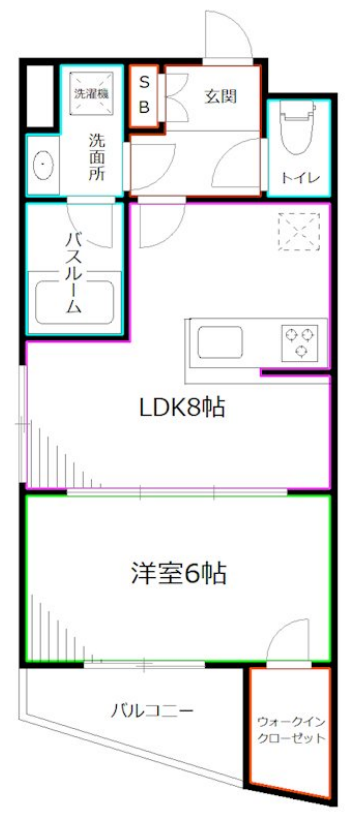 洗濯機
SB
玄関
洗面所
トイレ
バスルーム
LDK8帖
洋室6帖
バルコニー
ウォークイン
クローゼット